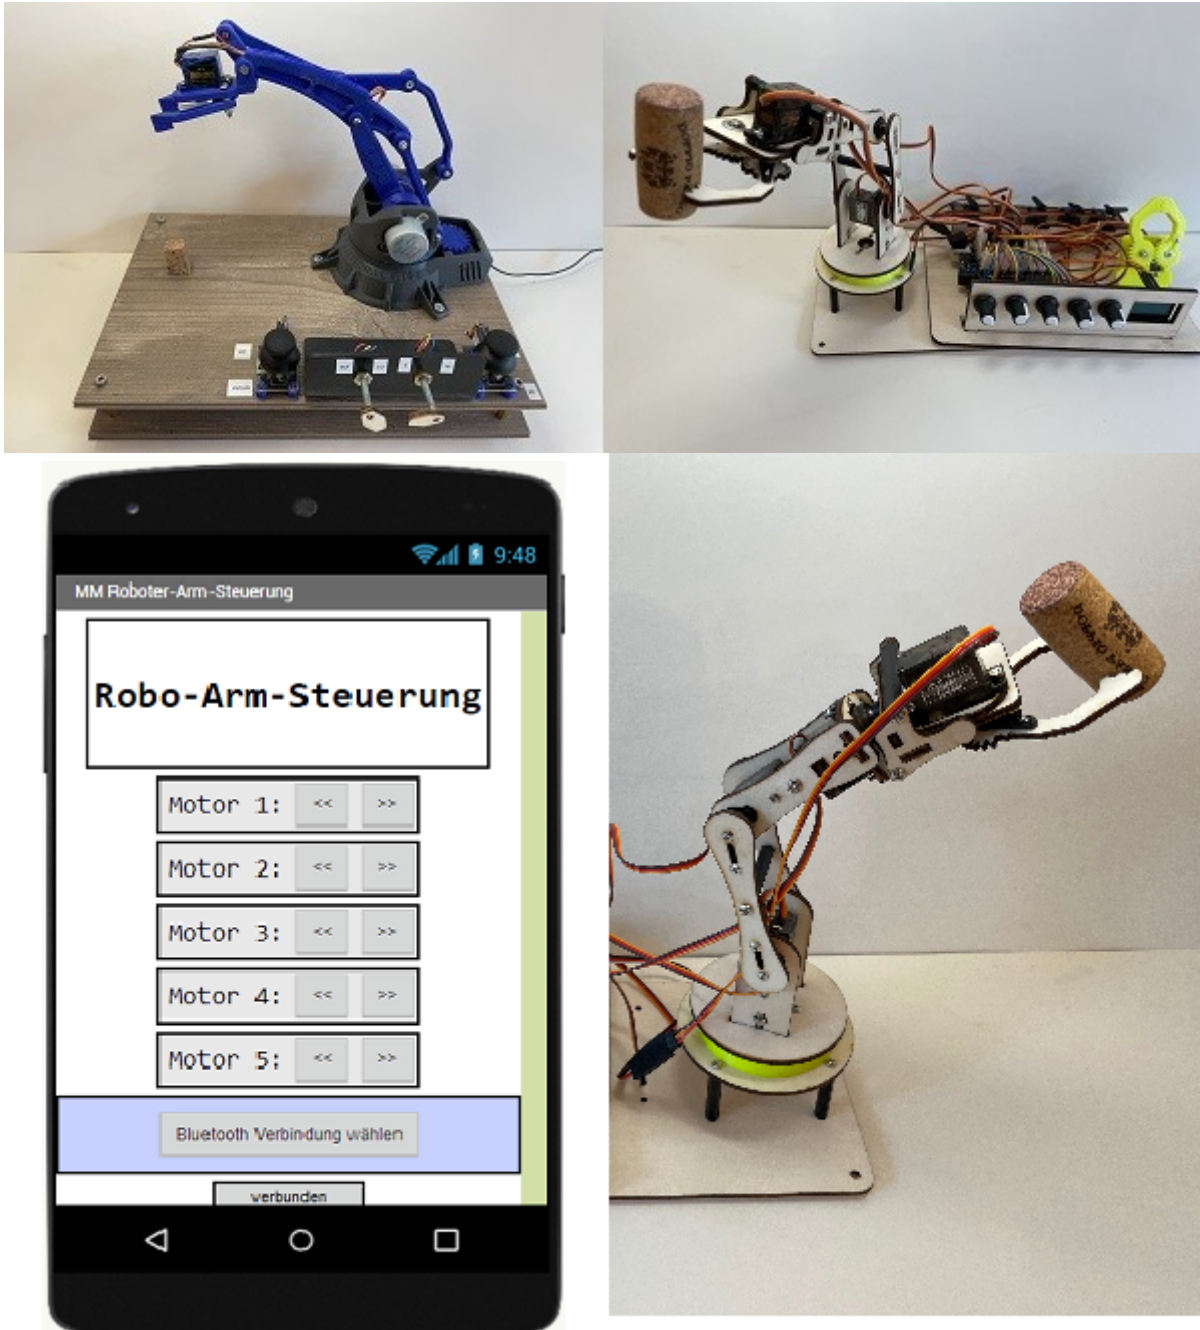 9:48
MM Roboter-Arm-Steuerung
Robo-Arm-Steuerung
Motor 1: << >>
Motor 2: << >>
Motor 3: << >>
Motor 4: << >>
Motor 5: << >>
Bluetooth Verbindung wählen
verbunden